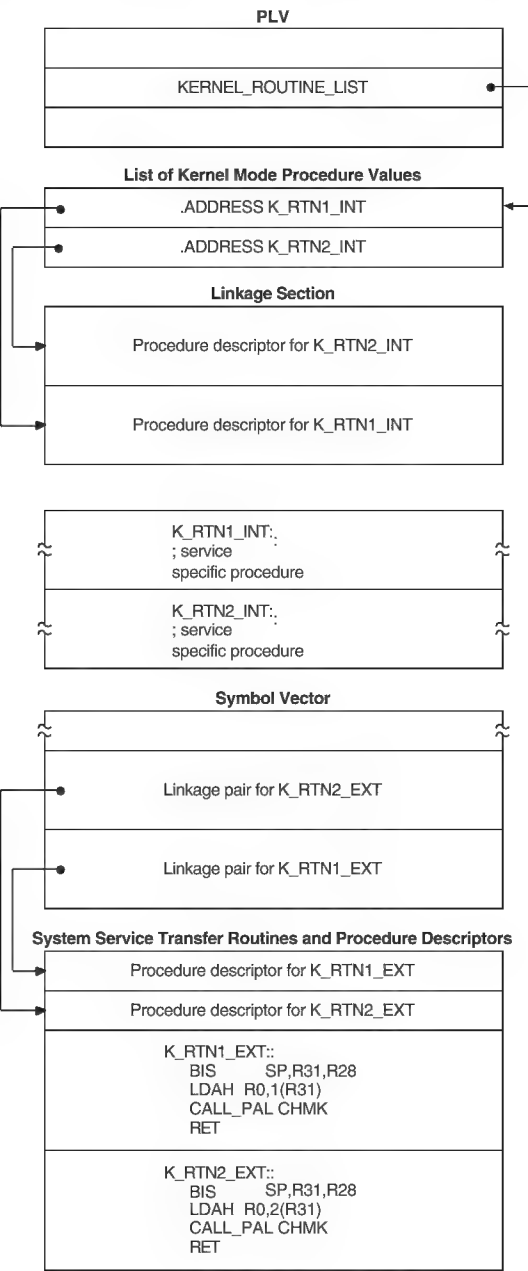 PLV
KERNEL_ROUTINE_LIST
List of Kernel Mode Procedure Values
.ADDRESS K_RTN1_INT
.ADDRESS K_RTN2_INT
Linkage Section
Procedure descriptor for K_RTN2_INT
Procedure descriptor for K_RTN1_INT
K_RTN1_INT:.
; service
specific procedure
K_RTN2_INT:.
; service
specific procedure
Symbol Vector
Linkage pair for K_RTN2_EXT
Linkage pair for K_RTN1_EXT
System Service Transfer Routines and Procedure Descriptors
Procedure descriptor for K_RTN1_EXT
Procedure descriptor for K_RTN2_EXT
K_RTN1_EXT::
BIS SP,R31,R28
LDAH R0,1(R31)
CALL_PAL CHMK
RET
K_RTN2_EXT::
BIS SP,R31,R28
LDAH R0,2(R31)
CALL_PAL CHMK
RET